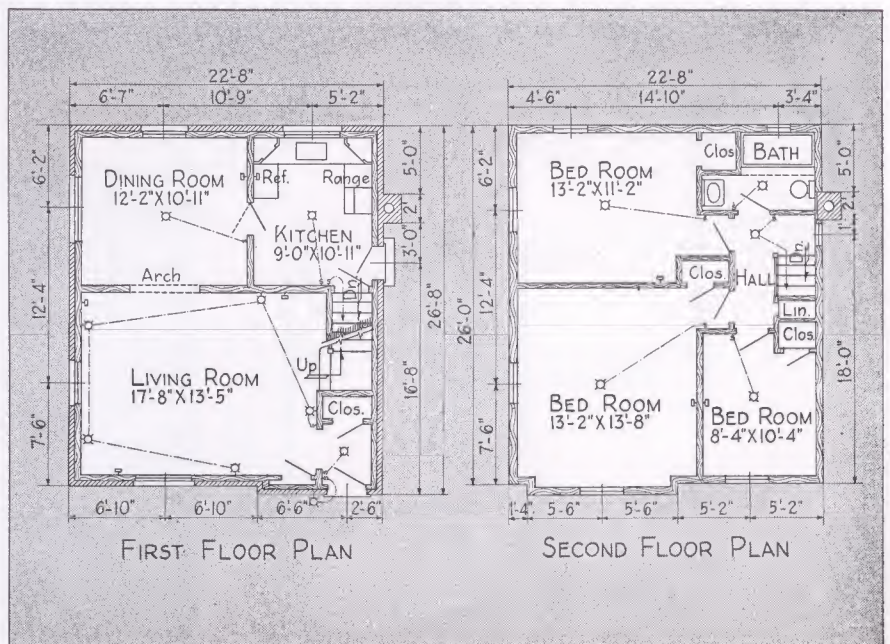 22'-8"
6'-7" 10'-9" 5'-2"
6'-2"
12'-4"
7'-6"
DINING ROOM
12'-2"X10'-11"
Ref. Range
KITCHEN
9'-0"X10'-11"
Arch
Dn.
Up
LIVING ROOM
17'-8"X13'-5"
Clos.
5'-0"
2'
3'-0"
16'-8"
26'-8"
6'-10" 6'-10" 6'-6" 2'-6"
FIRST FLOOR PLAN
22'-8"
4'-6" 14'-10" 3'-4"
6'-2"
12'-4"
7'-6"
26'-0"
BED ROOM
13'-2"X11'-2"
Clos.
BATH
Clos.
HALL
Dn.
Lin.
Clos.
BED ROOM
13'-2"X13'-8"
BED ROOM
8'-4"X10'-4"
5'-0"
2'
18'-0"
1'-4" 5'-6" 5'-6" 5'-2" 5'-2"
SECOND FLOOR PLAN